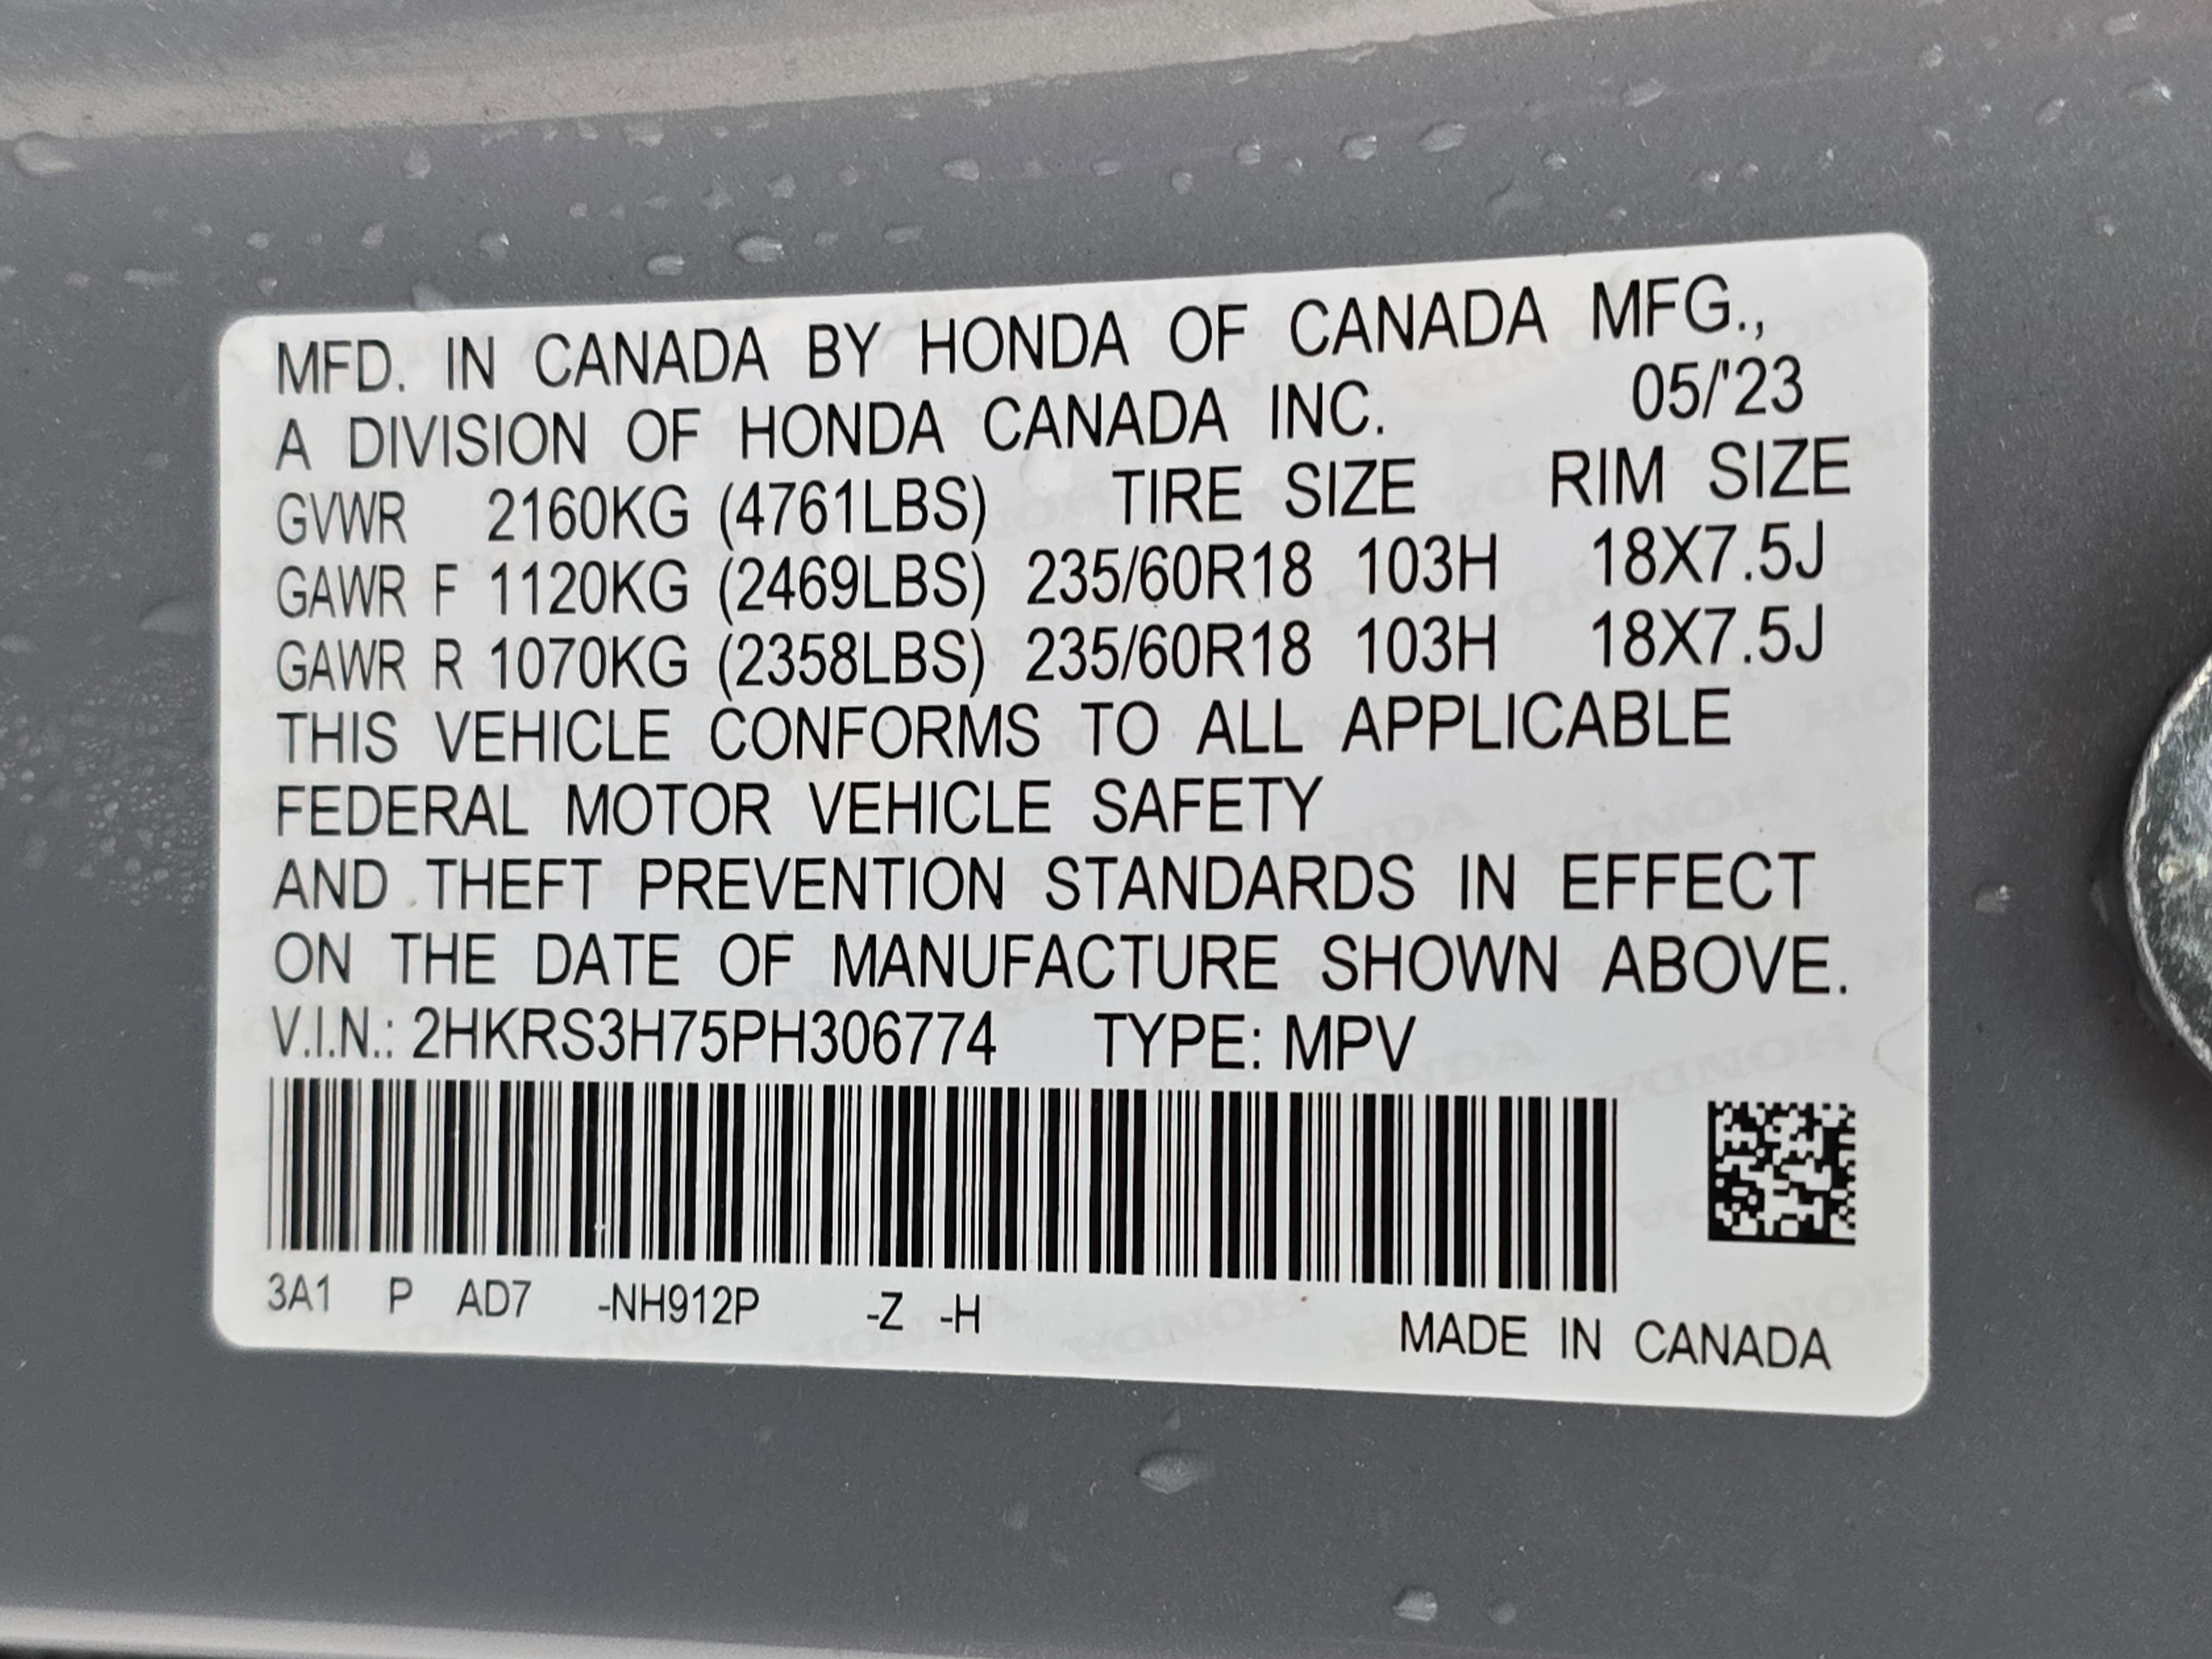 MFD. IN CANADA BY HONDA OF CANADA MFG.,
A DIVISION OF HONDA CANADA INC. 05/'23
GVWR 2160KG (4761LBS) TIRE SIZE RIM SIZE
GAWR F 1120KG (2469LBS) 235/60R18 103H 18X7.5J
GAWR R 1070KG (2358LBS) 235/60R18 103H 18X7.5J
THIS VEHICLE CONFORMS TO ALL APPLICABLE
FEDERAL MOTOR VEHICLE SAFETY
AND THEFT PREVENTION STANDARDS IN EFFECT
ON THE DATE OF MANUFACTURE SHOWN ABOVE.
V.I.N.: 2HKRS3H75PH306774 TYPE: MPV
3A1 P AD7 -NH912P -Z -H
MADE IN CANADA